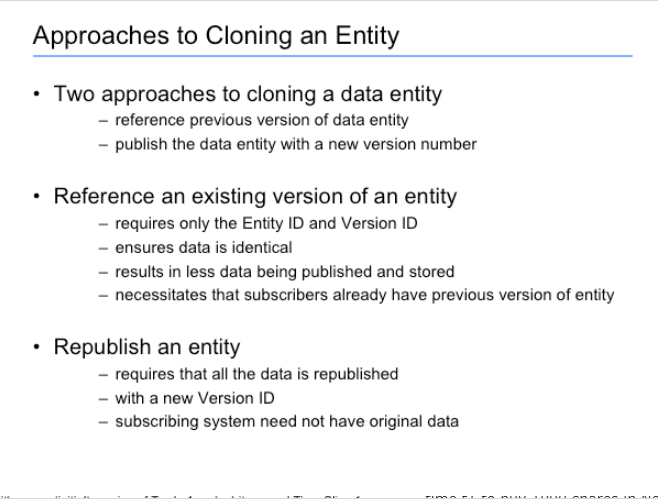 Approaches to Cloning an Entity
• Two approaches to cloning a data entity
– reference previous version of data entity
– publish the data entity with a new version number
• Reference an existing version of an entity
– requires only the Entity ID and Version ID
– ensures data is identical
– results in less data being published and stored
– necessitates that subscribers already have previous version of entity
• Republish an entity
– requires that all the data is republished
– with a new Version ID
– subscribing system need not have original data